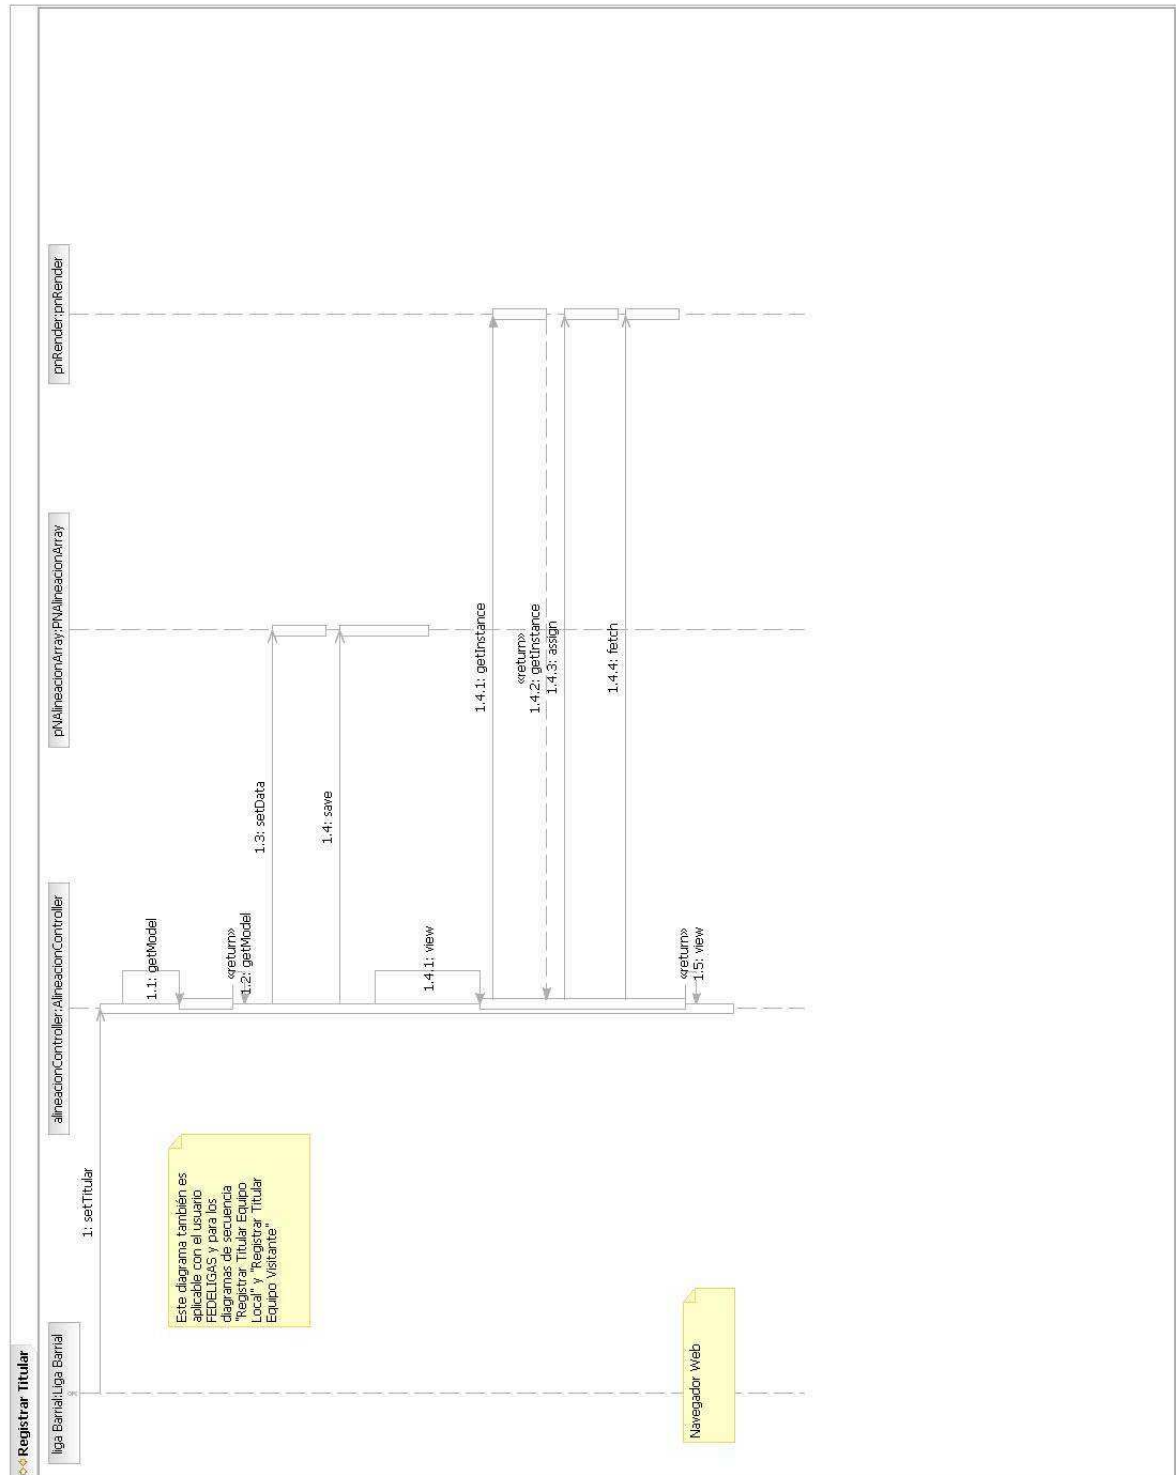 Registrar Titular
liga Barrial:Liga Barrial
alineacionController:AlineacionController
pNAlineacionArray:PNAlineacionArray
pnRender:pnRender
1: setTitular
1.1: getModel
«return»
1.2: getModel
1.3: setData
1.4: save
1.4.1: view
1.4.1: getInstance
«return»
1.4.2: getInstance
1.4.3: assign
1.4.4: fetch
«return»
1.5: view
Este diagrama también es
aplicable con el usuario
FEDELIGAS y para los
diagramas de secuencia
"Registrar Titular Equipo
Local" y "Registrar Titular
Equipo Visitante"
Navegador Web